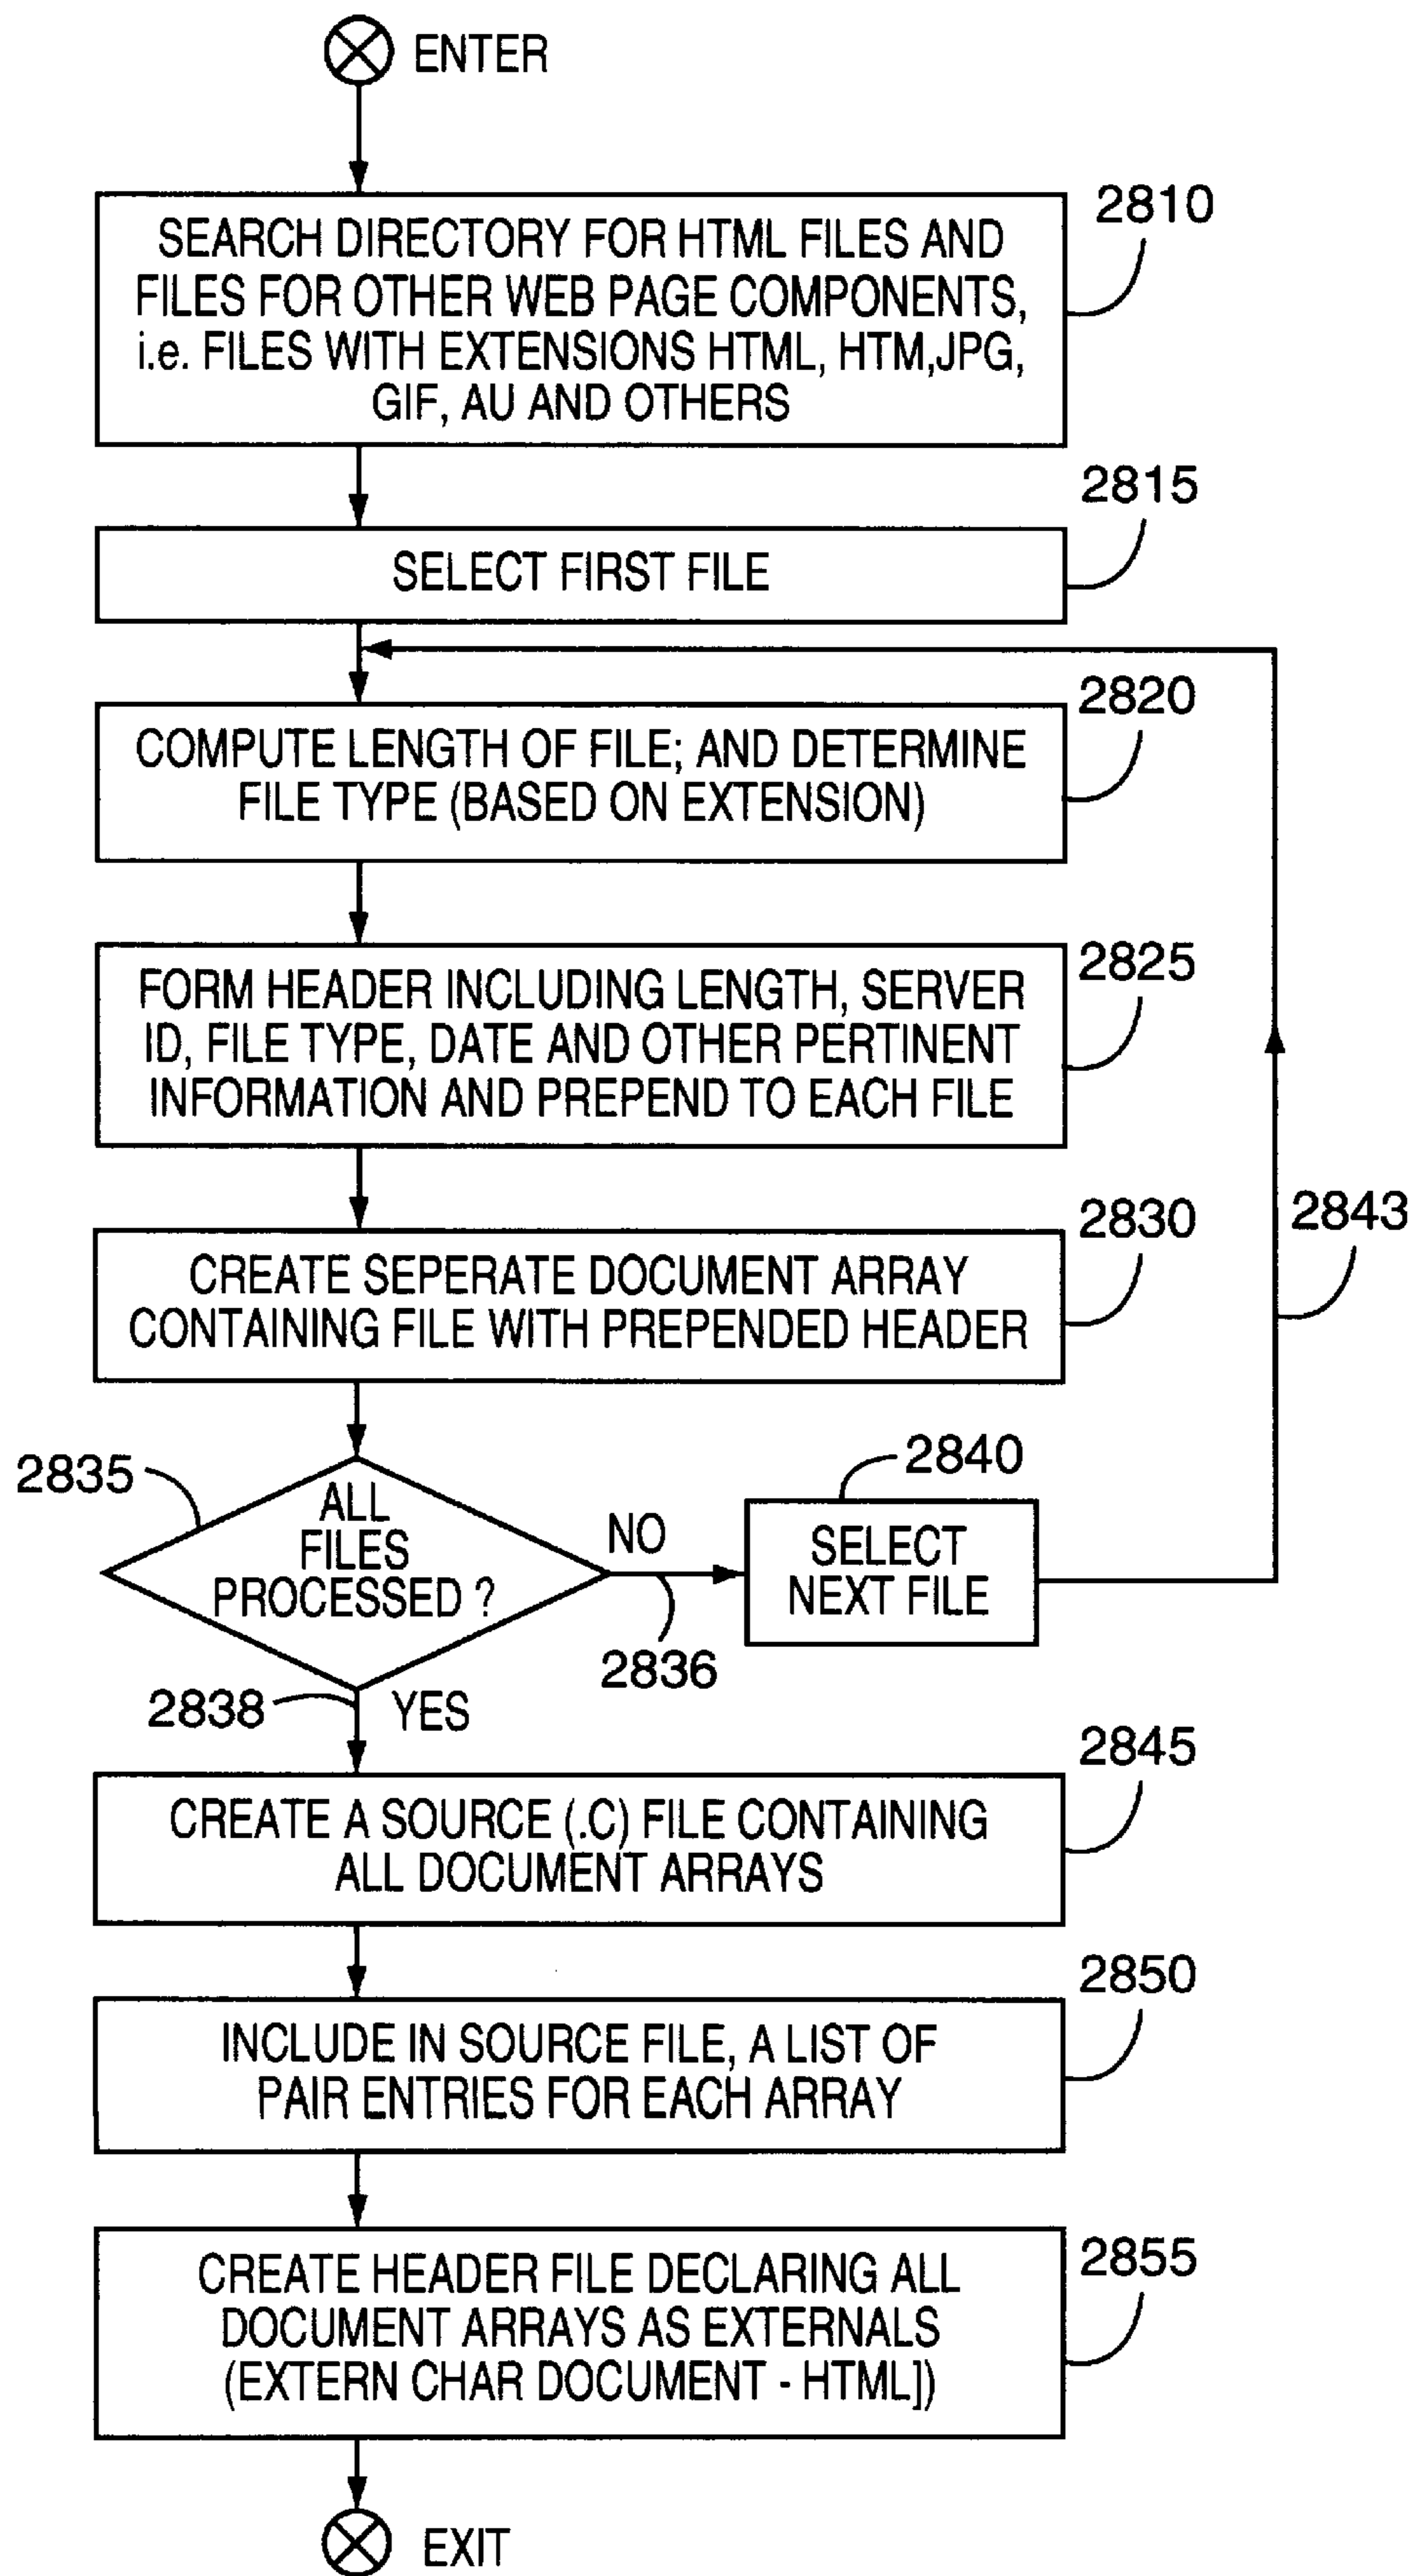 ENTER
2810
SEARCH DIRECTORY FOR HTML FILES AND
FILES FOR OTHER WEB PAGE COMPONENTS,
i.e. FILES WITH EXTENSIONS HTML, HTM,JPG,
GIF, AU AND OTHERS
2815
SELECT FIRST FILE
2820
COMPUTE LENGTH OF FILE; AND DETERMINE
FILE TYPE (BASED ON EXTENSION)
2825
FORM HEADER INCLUDING LENGTH, SERVER
ID, FILE TYPE, DATE AND OTHER PERTINENT
INFORMATION AND PREPEND TO EACH FILE
2843
2830
CREATE SEPERATE DOCUMENT ARRAY
CONTAINING FILE WITH PREPENDED HEADER
2835
ALL
FILES
PROCESSED ?
NO
2836
2840
SELECT
NEXT FILE
2838
YES
2845
CREATE A SOURCE (.C) FILE CONTAINING
ALL DOCUMENT ARRAYS
2850
INCLUDE IN SOURCE FILE, A LIST OF
PAIR ENTRIES FOR EACH ARRAY
2855
CREATE HEADER FILE DECLARING ALL
DOCUMENT ARRAYS AS EXTERNALS
(EXTERN CHAR DOCUMENT - HTML])
EXIT